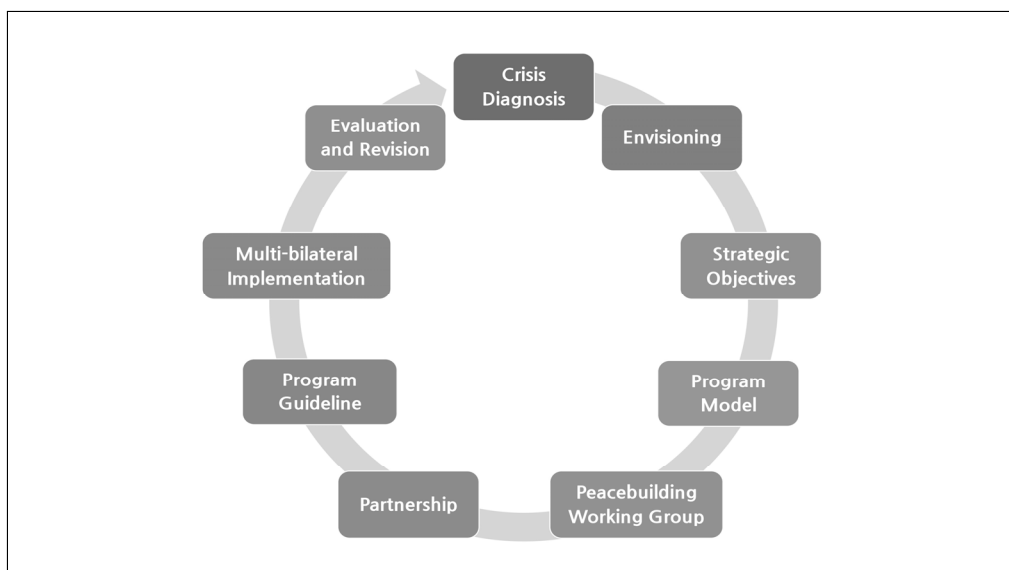 Crisis
Diagnosis
Envisioning
Strategic
Objectives
Program
Model
Peacebuilding
Working Group
Partnership
Program
Guideline
Multi-bilateral
Implementation
Evaluation
and Revision